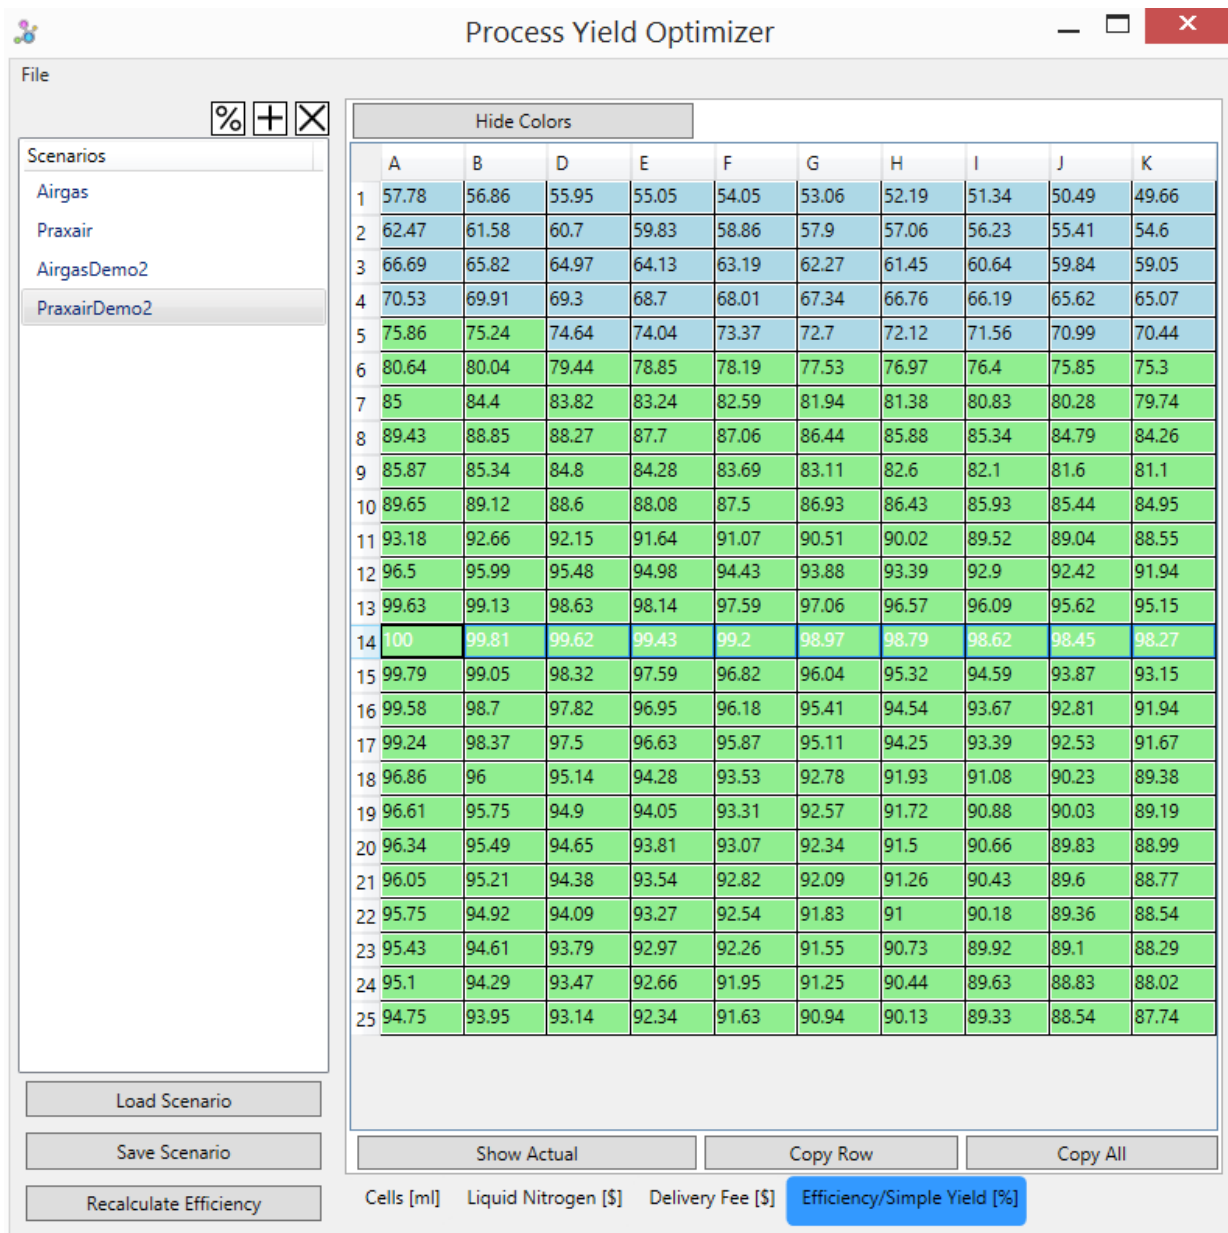 Process Yield Optimizer
File
Hide Colors
Scenarios
Airgas
Praxair
AirgasDemo2
PraxairDemo2
A B D E F G H I J K
1 57.78 56.86 55.95 55.05 54.05 53.06 52.19 51.34 50.49 49.66
2 62.47 61.58 60.7 59.83 58.86 57.9 57.06 56.23 55.41 54.6
3 66.69 65.82 64.97 64.13 63.19 62.27 61.45 60.64 59.84 59.05
4 70.53 69.91 69.3 68.7 68.01 67.34 66.76 66.19 65.62 65.07
5 75.86 75.24 74.64 74.04 73.37 72.7 72.12 71.56 70.99 70.44
6 80.64 80.04 79.44 78.85 78.19 77.53 76.97 76.4 75.85 75.3
7 85 84.4 83.82 83.24 82.59 81.94 81.38 80.83 80.28 79.74
8 89.43 88.85 88.27 87.7 87.06 86.44 85.88 85.34 84.79 84.26
9 85.87 85.34 84.8 84.28 83.69 83.11 82.6 82.1 81.6 81.1
10 89.65 89.12 88.6 88.08 87.5 86.93 86.43 85.93 85.44 84.95
11 93.18 92.66 92.15 91.64 91.07 90.51 90.02 89.52 89.04 88.55
12 96.5 95.99 95.48 94.98 94.43 93.88 93.39 92.9 92.42 91.94
13 99.63 99.13 98.63 98.14 97.59 97.06 96.57 96.09 95.62 95.15
14 100 99.81 99.62 99.43 99.2 98.97 98.79 98.62 98.45 98.27
15 99.79 99.05 98.32 97.59 96.82 96.04 95.32 94.59 93.87 93.15
16 99.58 98.7 97.82 96.95 96.18 95.41 94.54 93.67 92.81 91.94
17 99.24 98.37 97.5 96.63 95.87 95.11 94.25 93.39 92.53 91.67
18 96.86 96 95.14 94.28 93.53 92.78 91.93 91.08 90.23 89.38
19 96.61 95.75 94.9 94.05 93.31 92.57 91.72 90.88 90.03 89.19
20 96.34 95.49 94.65 93.81 93.07 92.34 91.5 90.66 89.83 88.99
21 96.05 95.21 94.38 93.54 92.82 92.09 91.26 90.43 89.6 88.77
22 95.75 94.92 94.09 93.27 92.54 91.83 91 90.18 89.36 88.54
23 95.43 94.61 93.79 92.97 92.26 91.55 90.73 89.92 89.1 88.29
24 95.1 94.29 93.47 92.66 91.95 91.25 90.44 89.63 88.83 88.02
25 94.75 93.95 93.14 92.34 91.63 90.94 90.13 89.33 88.54 87.74
Load Scenario
Save Scenario
Recalculate Efficiency
Show Actual Copy Row Copy All
Cells [ml] Liquid Nitrogen [$] Delivery Fee [$] Efficiency/Simple Yield [%]